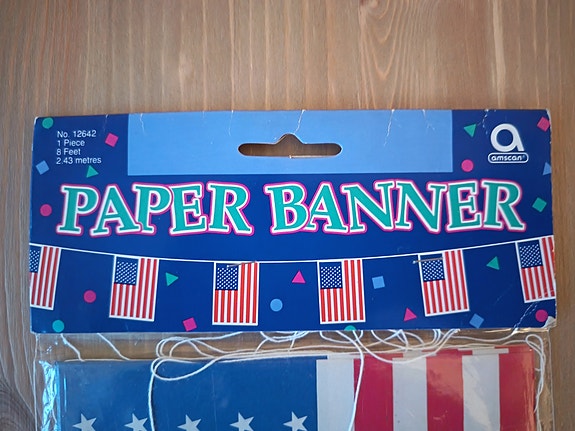 No. 12642
1 Piece
8 Feet
2.43 metres
a
amscan®
PAPER BANNER